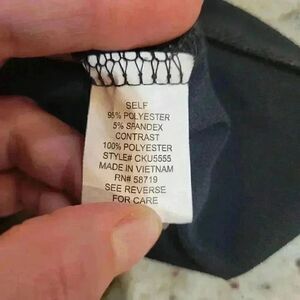 SELF
95% POLYESTER
5% SPANDEX
CONTRAST
100% POLYESTER
STYLE# CKU5555
MADE IN VIETNAM
RN# 58719
SEE REVERSE
FOR CARE